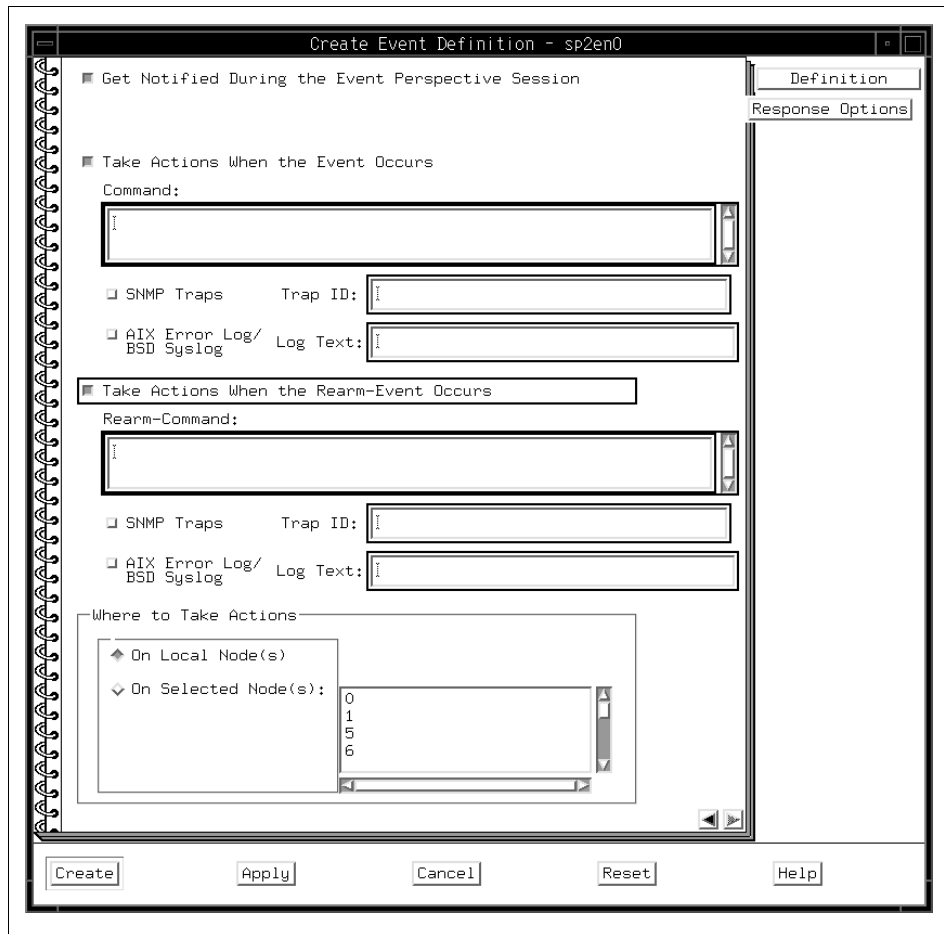 Create Event Definition - sp2en0
Definition
Response Options
Get Notified During the Event Perspective Session
Take Actions When the Event Occurs
Command:
SNMP Traps Trap ID:
AIX Error Log/
BSD Syslog Log Text:
Take Actions When the Rearm-Event Occurs
Rearm-Command:
SNMP Traps Trap ID:
AIX Error Log/
BSD Syslog Log Text:
Where to Take Actions
On Local Node(s)
On Selected Node(s):
0
1
5
6
Create Apply Cancel Reset Help